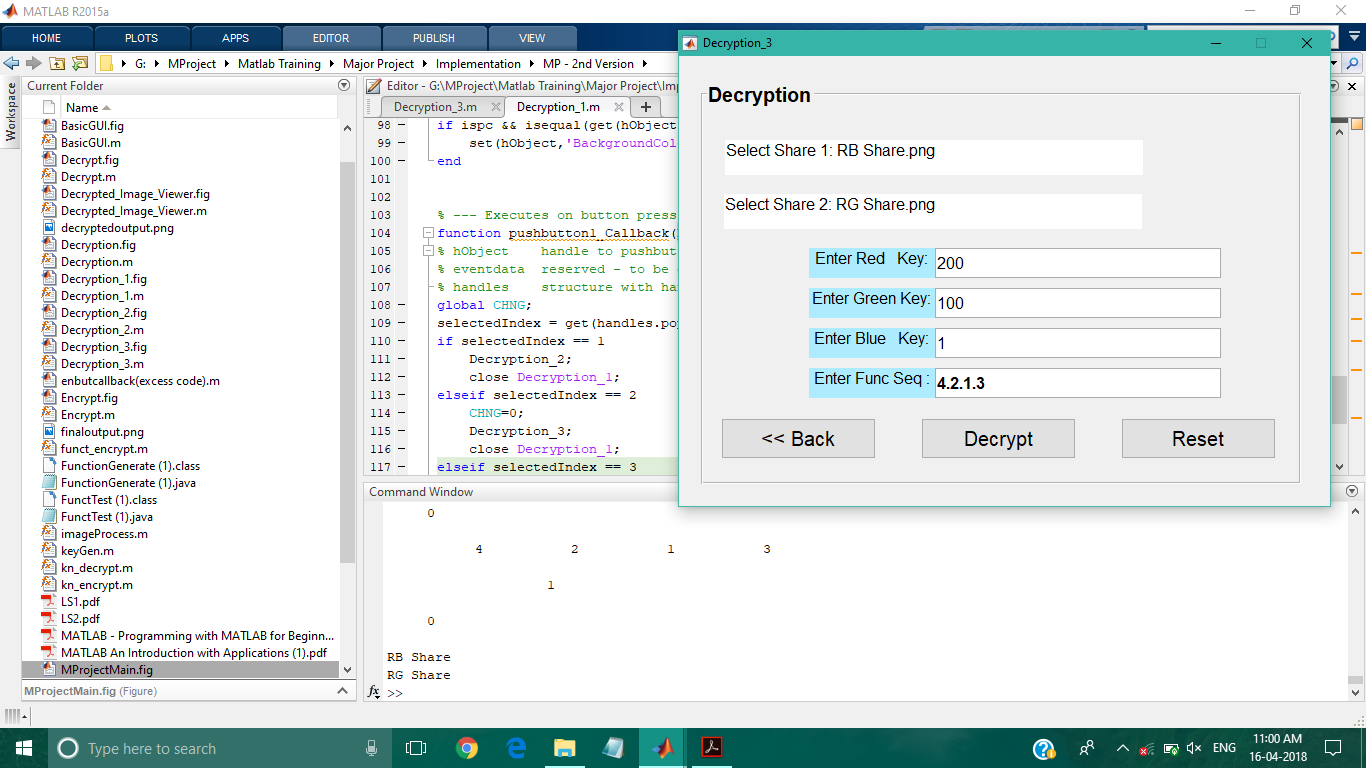 MATLAB R2015a
HOME PLOTS APPS EDITOR PUBLISH VIEW
G: MProject Matlab Training Major Project Implementation MP - 2nd Version
Workspace
Current Folder
Name
BasicGUI.fig
BasicGUI.m
Decrypt.fig
Decrypt.m
Decrypted_Image_Viewer.fig
Decrypted_Image_Viewer.m
decryptedoutput.png
Decryption.fig
Decryption.m
Decryption_1.fig
Decryption_1.m
Decryption_2.fig
Decryption_2.m
Decryption_3.fig
Decryption_3.m
enbutcallback(excess code).m
Encrypt.fig
Encrypt.m
finaloutput.png
funct_encrypt.m
FunctionGenerate (1).class
FunctionGenerate (1).java
FunctTest (1).class
FunctTest (1).java
imageProcess.m
keyGen.m
kn_decrypt.m
kn_encrypt.m
LS1.pdf
LS2.pdf
MATLAB - Programming with MATLAB for Beginn...
MATLAB An Introduction with Applications (1).pdf
MProjectMain.fig
MProjectMain.fig (Figure)
Editor - G:\MProject\Matlab Training\Major Project\Imp
Decryption_3.m Decryption_1.m
98 – if ispc && isequal(get(hObject
99 – set(hObject,'BackgroundCol
100 – end
101
102
103 % --- Executes on button press
104 function pushbutton1_Callback(
105 % hObject handle to pushbut
106 % eventdata reserved - to be
107 % handles structure with ha
108 – global CHNG;
109 – selectedIndex = get(handles.po
110 – if selectedIndex == 1
111 – Decryption_2;
112 – close Decryption_1;
113 – elseif selectedIndex == 2
114 – CHNG=0;
115 – Decryption_3;
116 – close Decryption_1;
117 – elseif selectedIndex == 3
Command Window
0
4 2 1 3
1
0
RB Share
RG Share
fx >>
Decryption_3
Decryption
Select Share 1: RB Share.png
Select Share 2: RG Share.png
Enter Red Key: 200
Enter Green Key: 100
Enter Blue Key: 1
Enter Func Seq : 4.2.1.3
<< Back Decrypt Reset
Type here to search
ENG
11:00 AM
16-04-2018